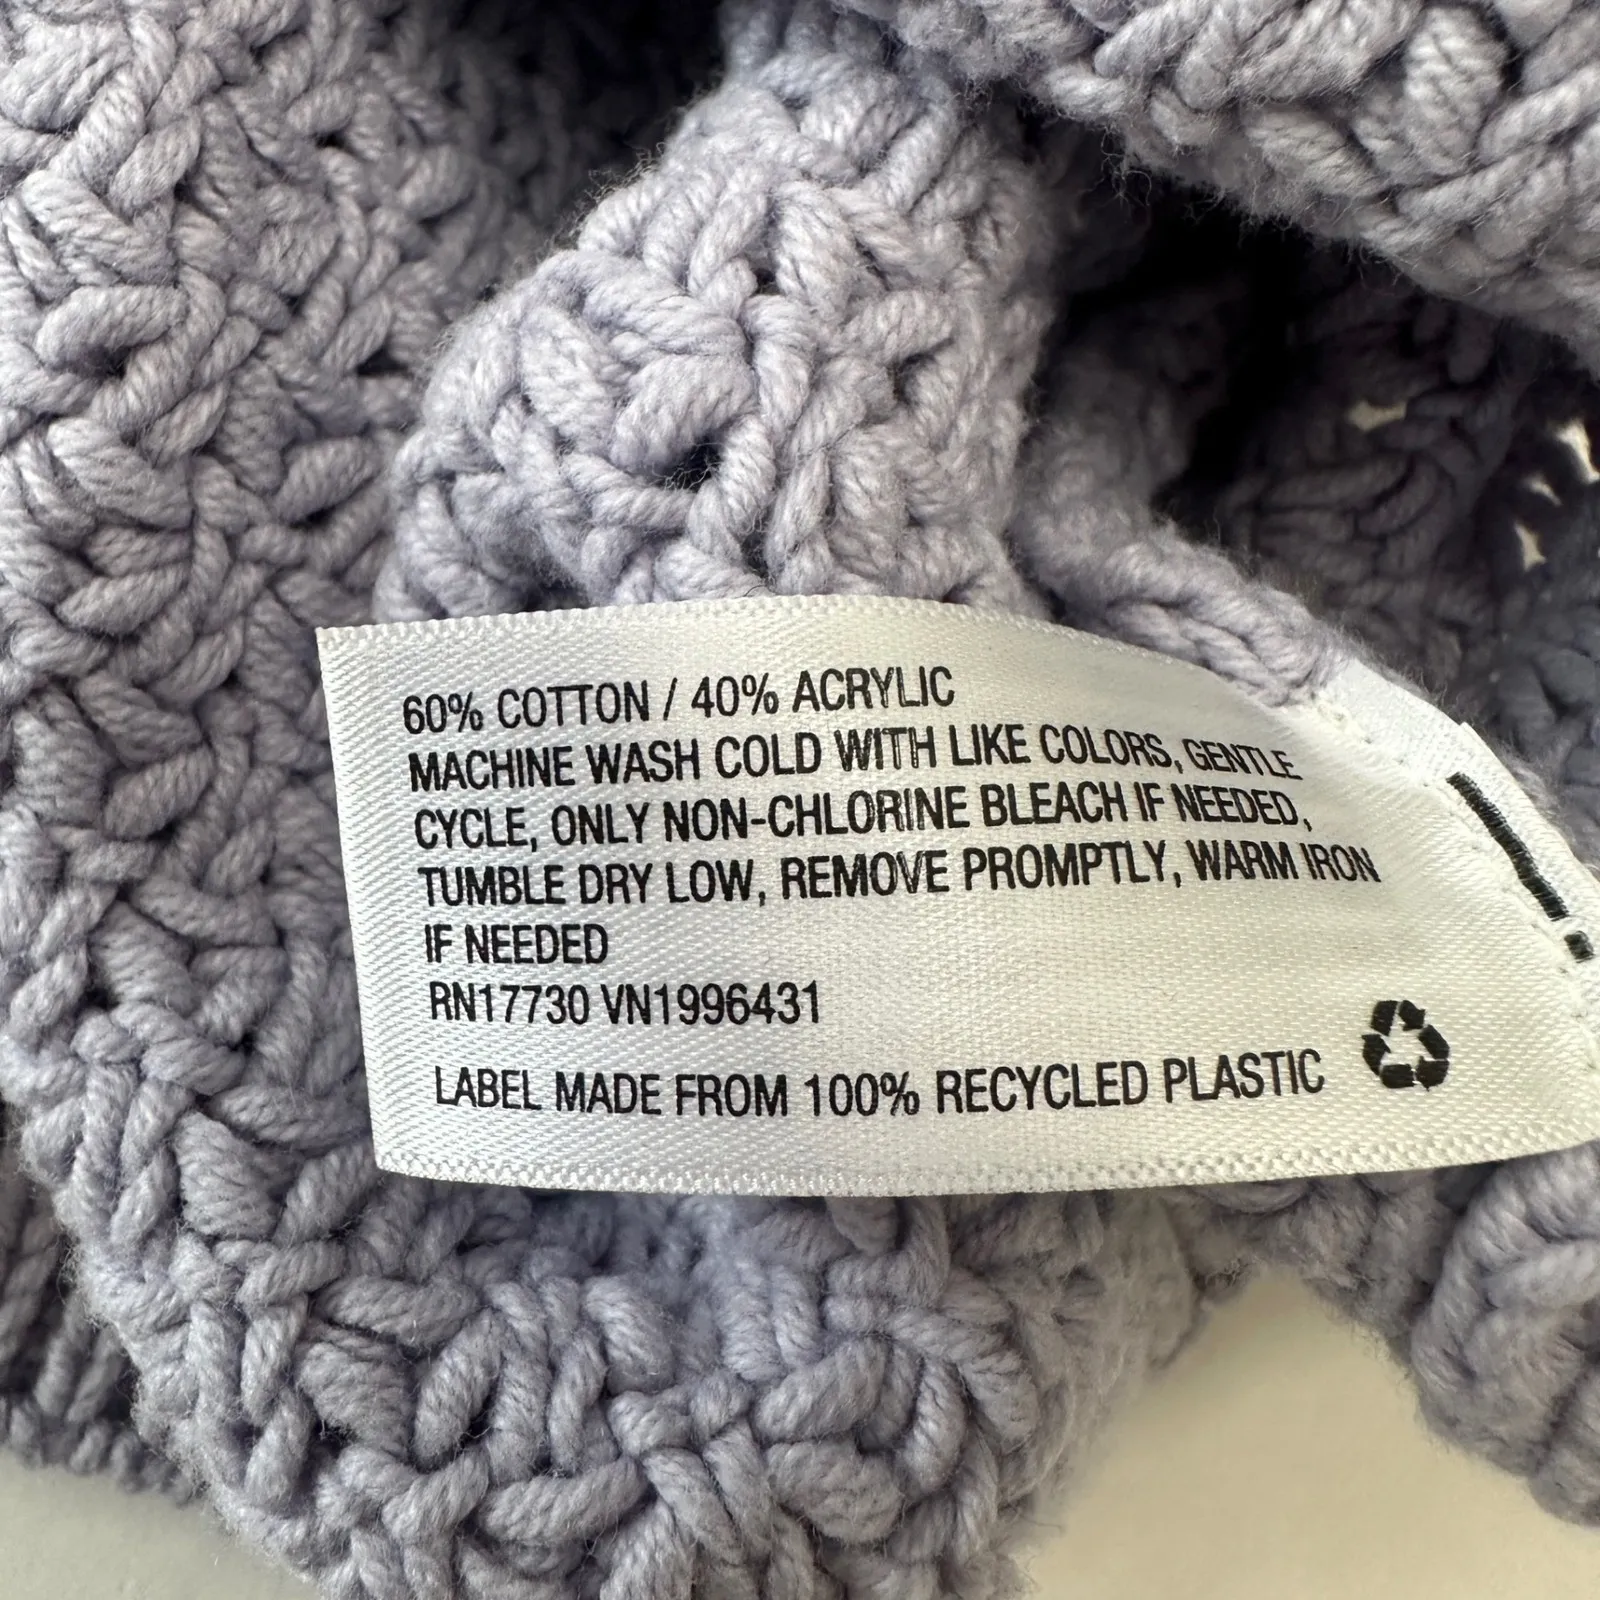 60% COTTON / 40% ACRYLIC
MACHINE WASH COLD WITH LIKE COLORS, GENTLE
CYCLE, ONLY NON-CHLORINE BLEACH IF NEEDED,
TUMBLE DRY LOW, REMOVE PROMPTLY, WARM IRON
IF NEEDED
RN17730 VN1996431
LABEL MADE FROM 100% RECYCLED PLASTIC